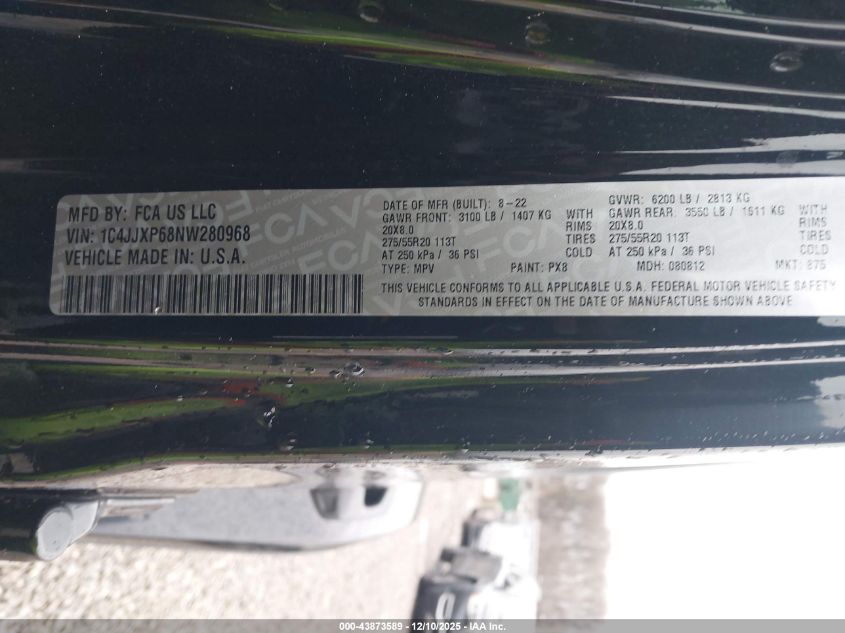 MFD BY: FCA US LLC
VIN: 1C4JJXP68NW280968
VEHICLE MADE IN: U.S.A.
DATE OF MFR (BUILT): 8-22
GAWR FRONT: 3100 LB / 1407 KG WITH
20X8.0 RIMS
275/55R20 113T TIRES
AT 250 kPa / 36 PSI COLD
TYPE: MPV PAINT: PX8
GVWR: 6200 LB / 2813 KG
GAWR REAR: 3550 LB / 1611 KG WITH
20X8.0 RIMS
275/55R20 113T TIRES
AT 250 kPa / 36 PSI COLD
MDH: 080812 MKT: 875
THIS VEHICLE CONFORMS TO ALL APPLICABLE U.S.A. FEDERAL MOTOR VEHICLE SAFETY
STANDARDS IN EFFECT ON THE DATE OF MANUFACTURE SHOWN ABOVE
000-43873589 - 12/10/2025 - IAA Inc.